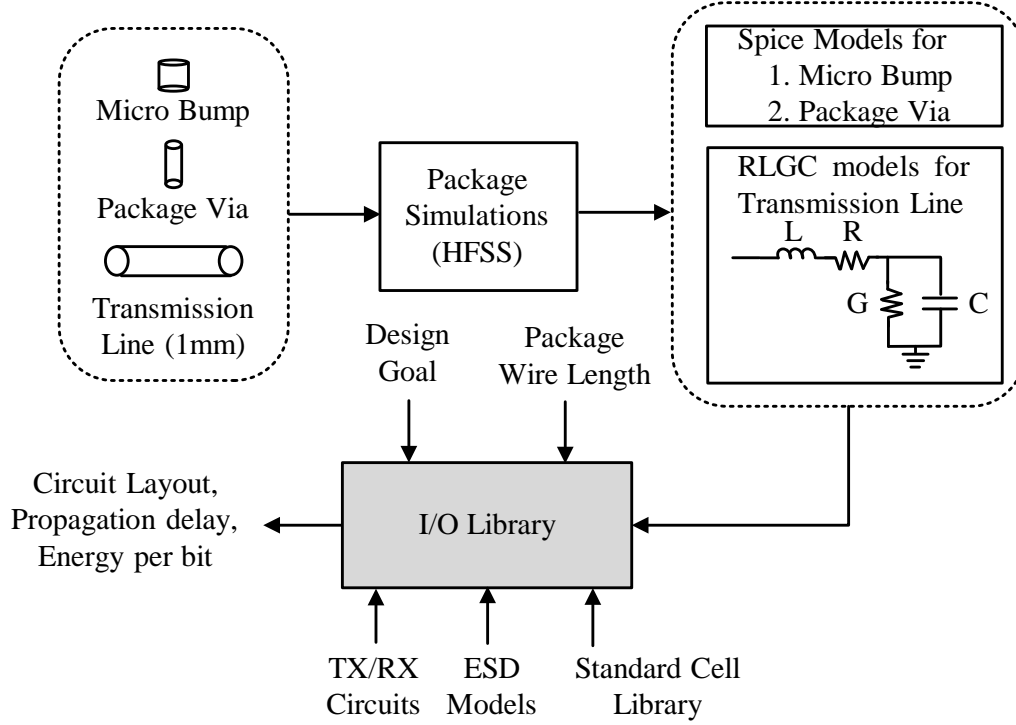 Micro Bump
Package Via
Transmission
Line (1mm)
Package
Simulations
(HFSS)
Spice Models for
1. Micro Bump
2. Package Via
RLGC models for
Transmission Line
L
R
G
C
Design
Goal
Package
Wire Length
I/O Library
Circuit Layout,
Propagation delay,
Energy per bit
TX/RX
Circuits
ESD
Models
Standard Cell
Library